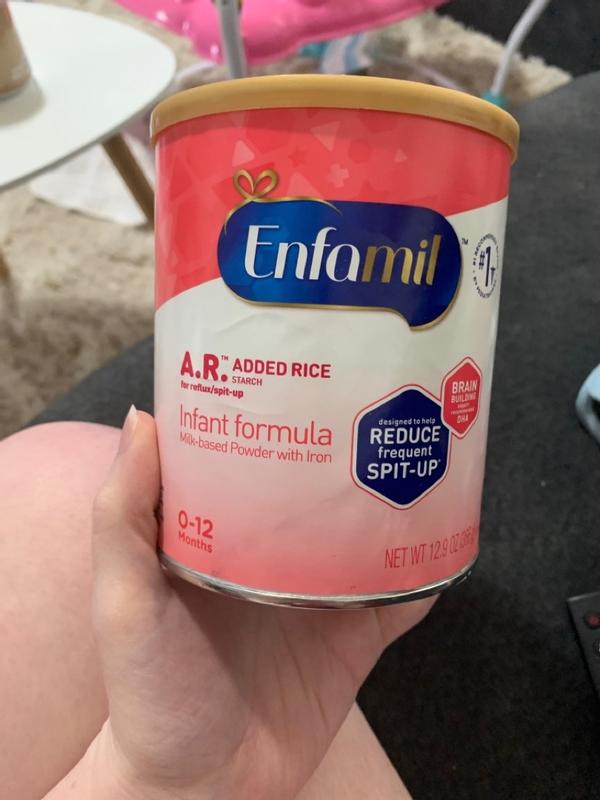 Enfamil™
#1
A.R.™ ADDED RICE
STARCH
for reflux/spit-up
Infant formula
Milk-based Powder with Iron
0-12
Months
BRAIN
BUILDING
DHA
designed to help
REDUCE
frequent
SPIT-UP
NET WT 12.9 OZ